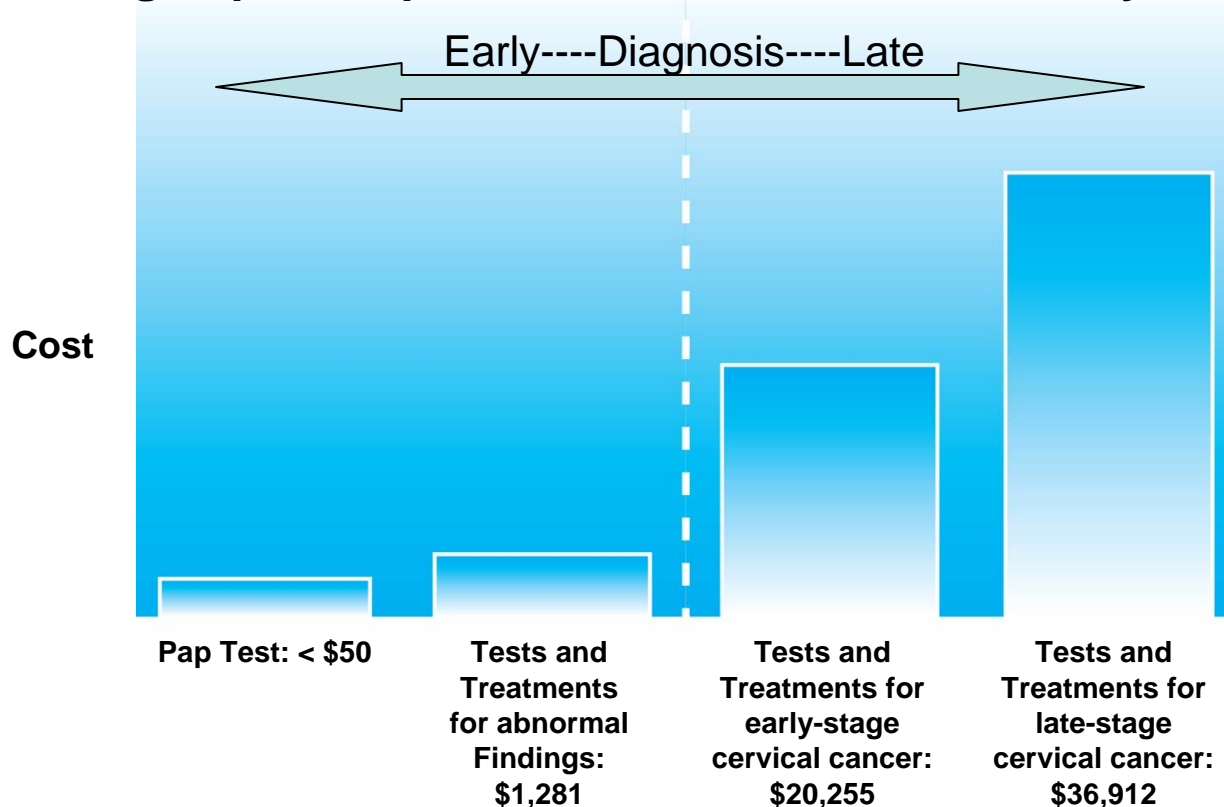 Early----Diagnosis----Late
Cost
Pap Test: < $50
Tests and
Treatments
for abnormal
Findings:
$1,281
Tests and
Treatments for
early-stage
cervical cancer:
$20,255
Tests and
Treatments for
late-stage
cervical cancer:
$36,912